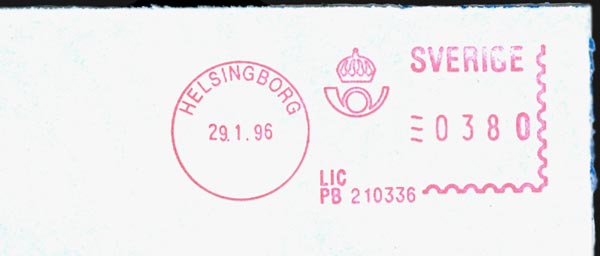 HELSINGBORG
29.1.96
SVERIGE
0380
LIC
PB 210336